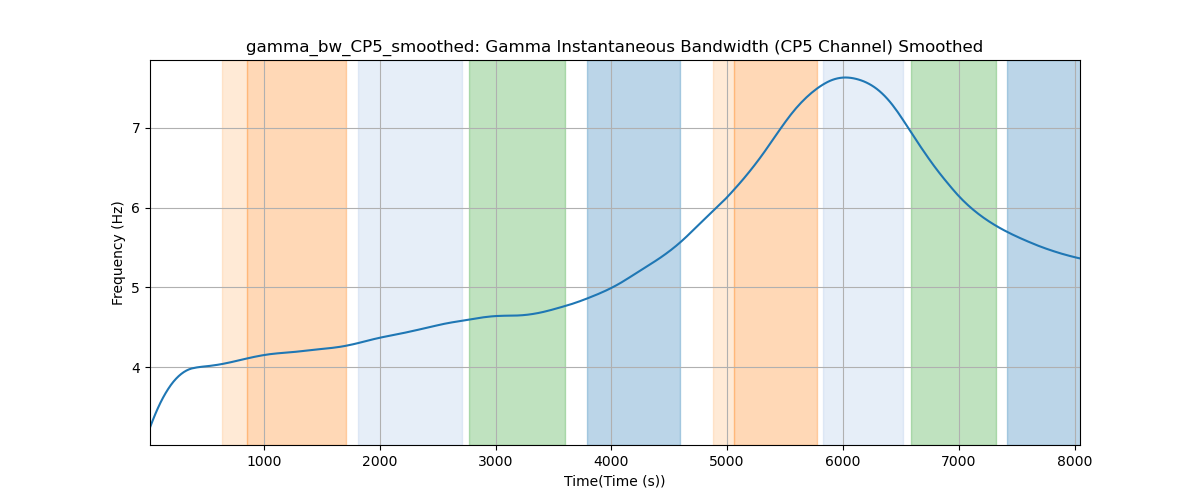 gamma_bw_CP5_smoothed: Gamma Instantaneous Bandwidth (CP5 Channel) Smoothed
Frequency (Hz)
7
6
5
4
1000 2000 3000 4000 5000 6000 7000 8000
Time(Time (s))